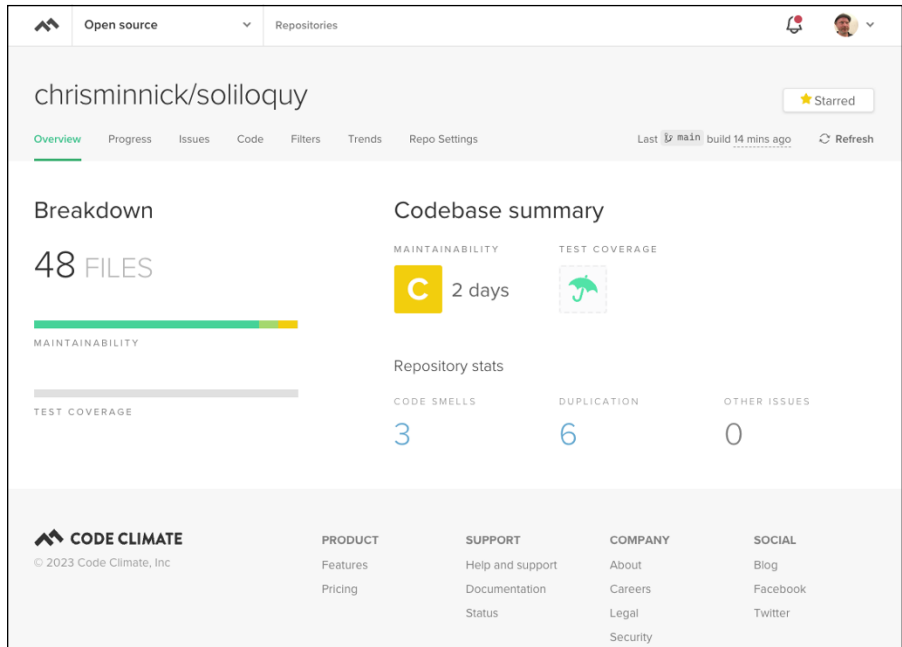 Open source Repositories
chrisminnick/soliloquy
Starred
Overview Progress Issues Code Filters Trends Repo Settings Last main build 14 mins ago Refresh
Breakdown
48 FILES
MAINTAINABILITY
TEST COVERAGE
Codebase summary
MAINTAINABILITY TEST COVERAGE
C 2 days
Repository stats
CODE SMELLS DUPLICATION OTHER ISSUES
3 6 0
CODE CLIMATE
© 2023 Code Climate, Inc
PRODUCT
Features
Pricing
SUPPORT
Help and support
Documentation
Status
COMPANY
About
Careers
Legal
Security
SOCIAL
Blog
Facebook
Twitter